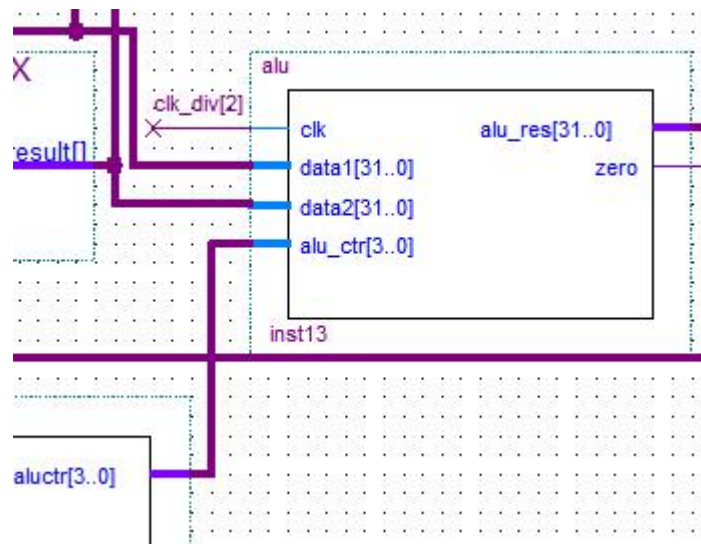 alu
X
clk_div[2]
clk
alu_res[31..0]
esult[]
data1[31..0]
zero
data2[31..0]
alu_ctr[3..0]
inst13
aluctr[3..0]